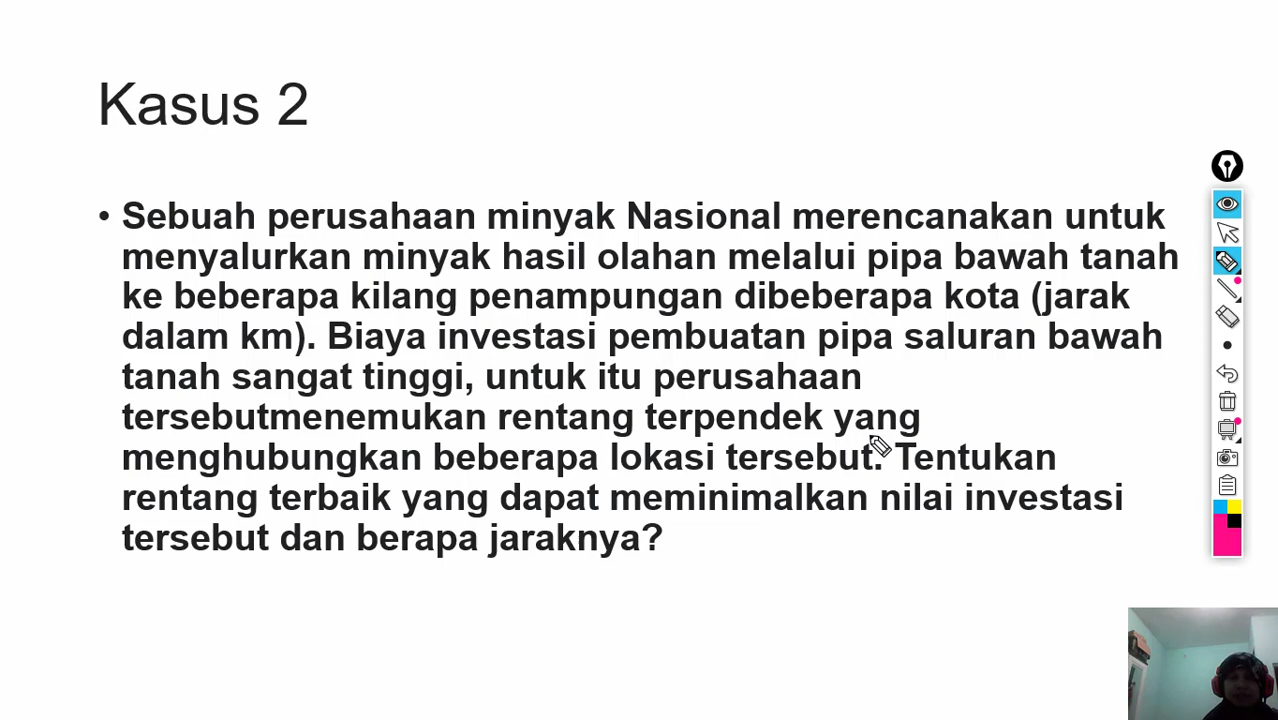 Kasus 2
• Sebuah perusahaan minyak Nasional merencanakan untuk
menyalurkan minyak hasil olahan melalui pipa bawah tanah
ke beberapa kilang penampungan dibeberapa kota (jarak
dalam km). Biaya investasi pembuatan pipa saluran bawah
tanah sangat tinggi, untuk itu perusahaan
tersebutmenemukan rentang terpendek yang
menghubungkan beberapa lokasi tersebut. Tentukan
rentang terbaik yang dapat meminimalkan nilai investasi
tersebut dan berapa jaraknya?